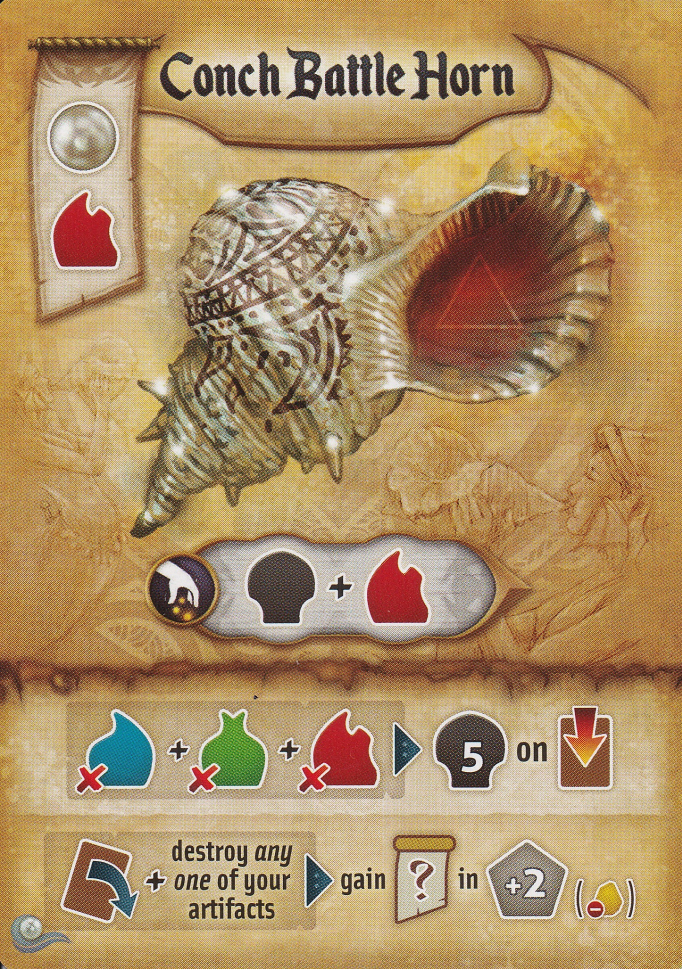 Conch Battle Horn
+
+ + 5 on
destroy any
+ one of your gain ? in +2 ( )
artifacts